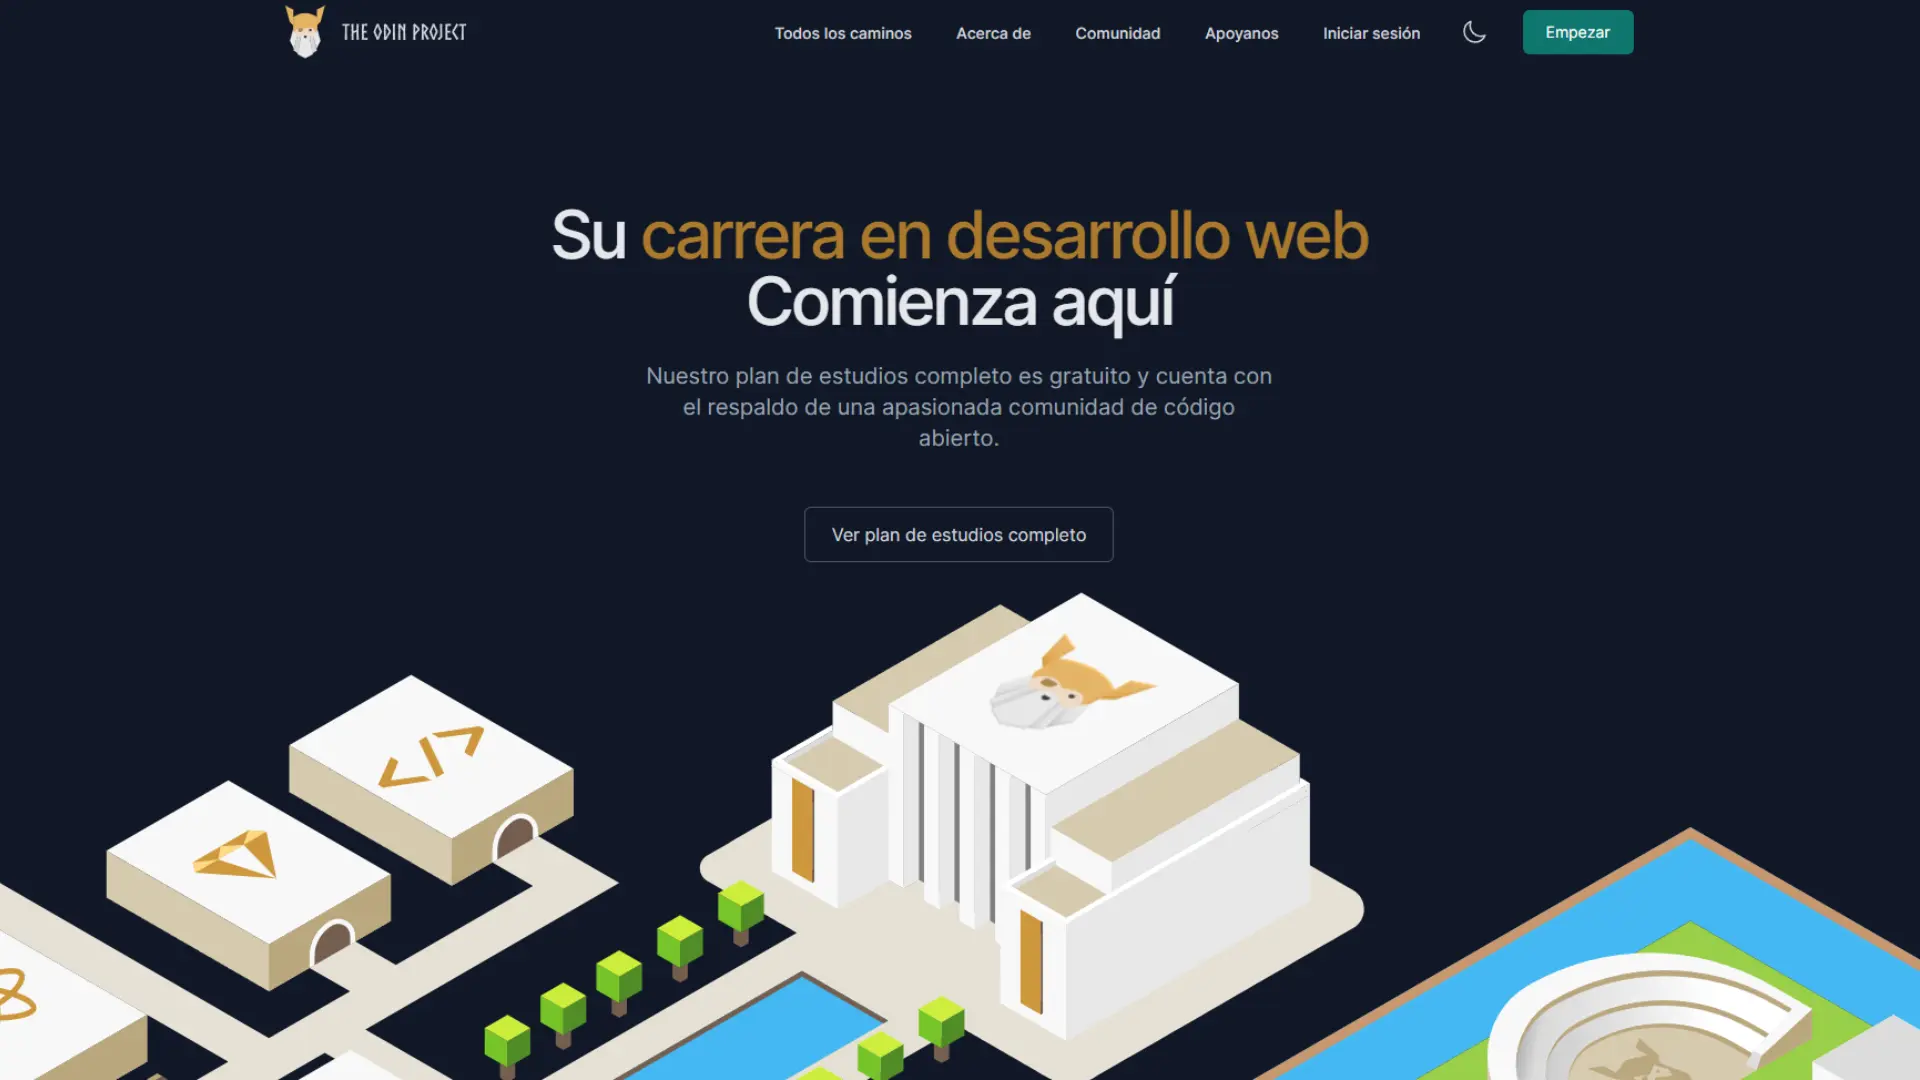 THE ODIN PROJECT
Todos los caminos
Acerca de
Comunidad
Apoyanos
Iniciar sesión
Empezar
Su carrera en desarrollo web
Comienza aquí
Nuestro plan de estudios completo es gratuito y cuenta con
el respaldo de una apasionada comunidad de código
abierto.
Ver plan de estudios completo